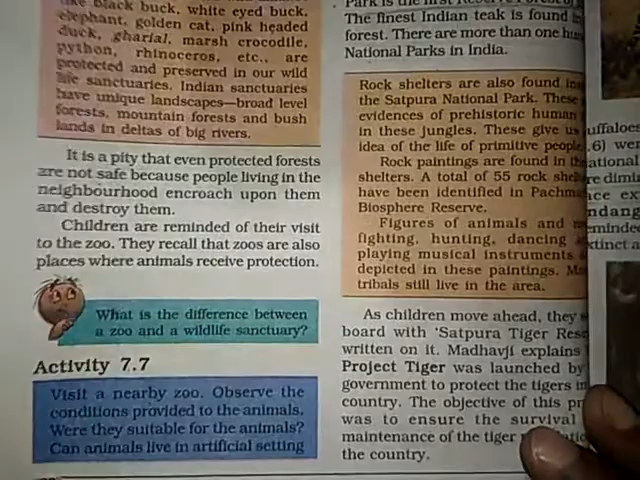 like black buck, white eyed buck,
elephant, golden cat, pink headed
duck, gharial, marsh crocodile,
python, rhinoceros, etc., are
protected and preserved in our wild
life sanctuaries. Indian sanctuaries
have unique landscapes—broad level
forests, mountain forests and bush
lands in deltas of big rivers.
It is a pity that even protected forests
are not safe because people living in the
neighbourhood encroach upon them
and destroy them.
Children are reminded of their visit
to the zoo. They recall that zoos are also
places where animals receive protection.
What is the difference between
a zoo and a wildlife sanctuary?
Activity 7.7
Visit a nearby zoo. Observe the
conditions provided to the animals.
Were they suitable for the animals?
Can animals live in artificial setting
Park is the first Reserve Forest of
The finest Indian teak is found in
forest. There are more than one
National Parks in India.
Rock shelters are also found in
the Satpura National Park. These
evidences of prehistoric human
in these jungles. These give us
idea of the life of primitive people.
Rock paintings are found in
shelters. A total of 55 rock
have been identified in
Biosphere Reserve.
Figures of animals and
fighting, hunting, dancing
playing musical instruments
depicted in these paintings.
tribals still live in the area.
As children move ahead, they
board with 'Satpura Tiger
written on it. Madhavji explains
Project Tiger was launched by
government to protect the tigers in
country. The objective of this
was to ensure the survival
maintenance of the tiger
the country.